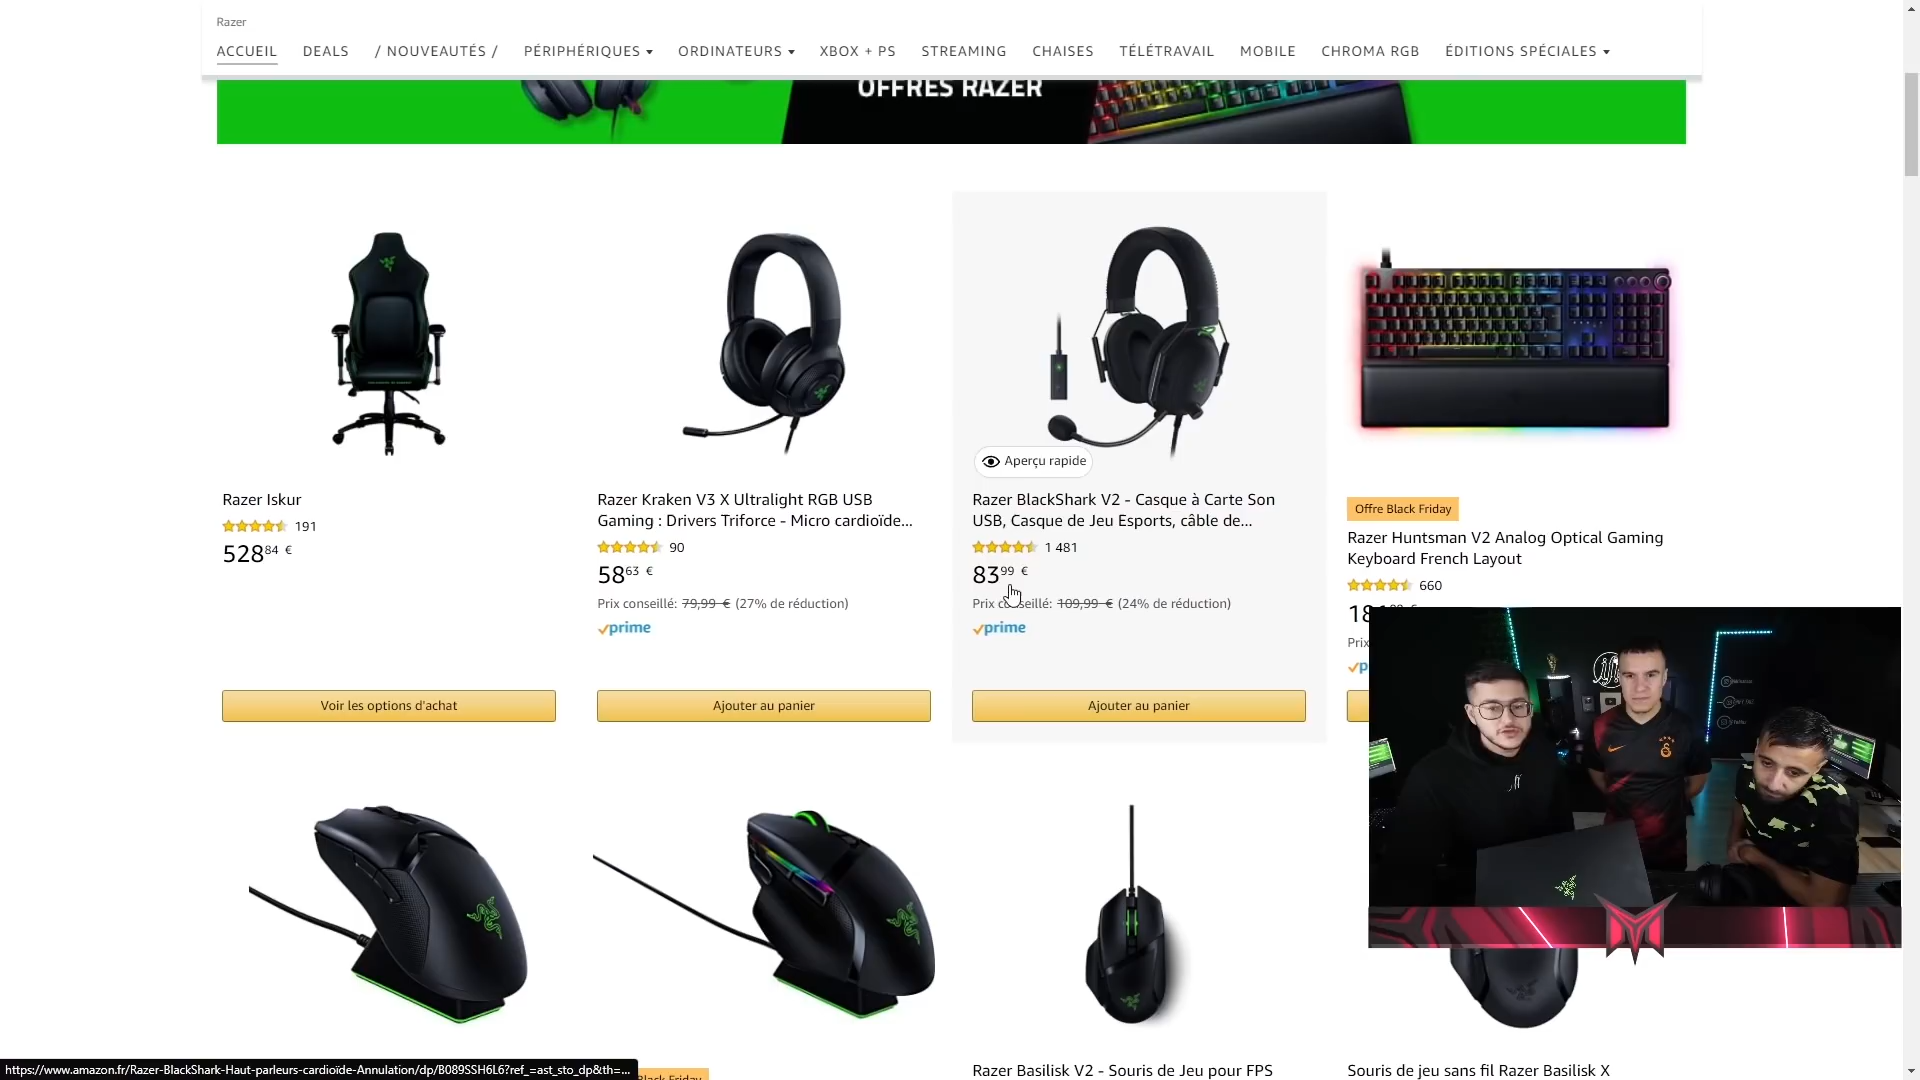 Razer
ACCUEIL DEALS / NOUVEAUTÉS / PÉRIPHÉRIQUES ORDINATEURS XBOX + PS STREAMING CHAISES TÉLÉTRAVAIL MOBILE CHROMA RGB ÉDITIONS SPÉCIALES
OFFRES RAZER
Aperçu rapide
Razer Iskur
191
528 84 €
Voir les options d'achat
Razer Kraken V3 X Ultralight RGB USB
Gaming : Drivers Triforce - Micro cardioïde...
90
58 63 €
Prix conseillé: 79,99 € (27% de réduction)
prime
Ajouter au panier
Razer BlackShark V2 - Casque à Carte Son
USB, Casque de Jeu Esports, câble de...
1 481
83 99 €
Prix conseillé: 109,99 € (24% de réduction)
prime
Ajouter au panier
Offre Black Friday
Razer Huntsman V2 Analog Optical Gaming
Keyboard French Layout
660
Prix
Black Friday
Razer Basilisk V2 - Souris de Jeu pour FPS
Souris de jeu sans fil Razer Basilisk X
https://www.amazon.fr/Razer-BlackShark-Haut-parleurs-cardioïde-Annulation/dp/B089SSH6L6?ref_=ast_sto_dp&th=...